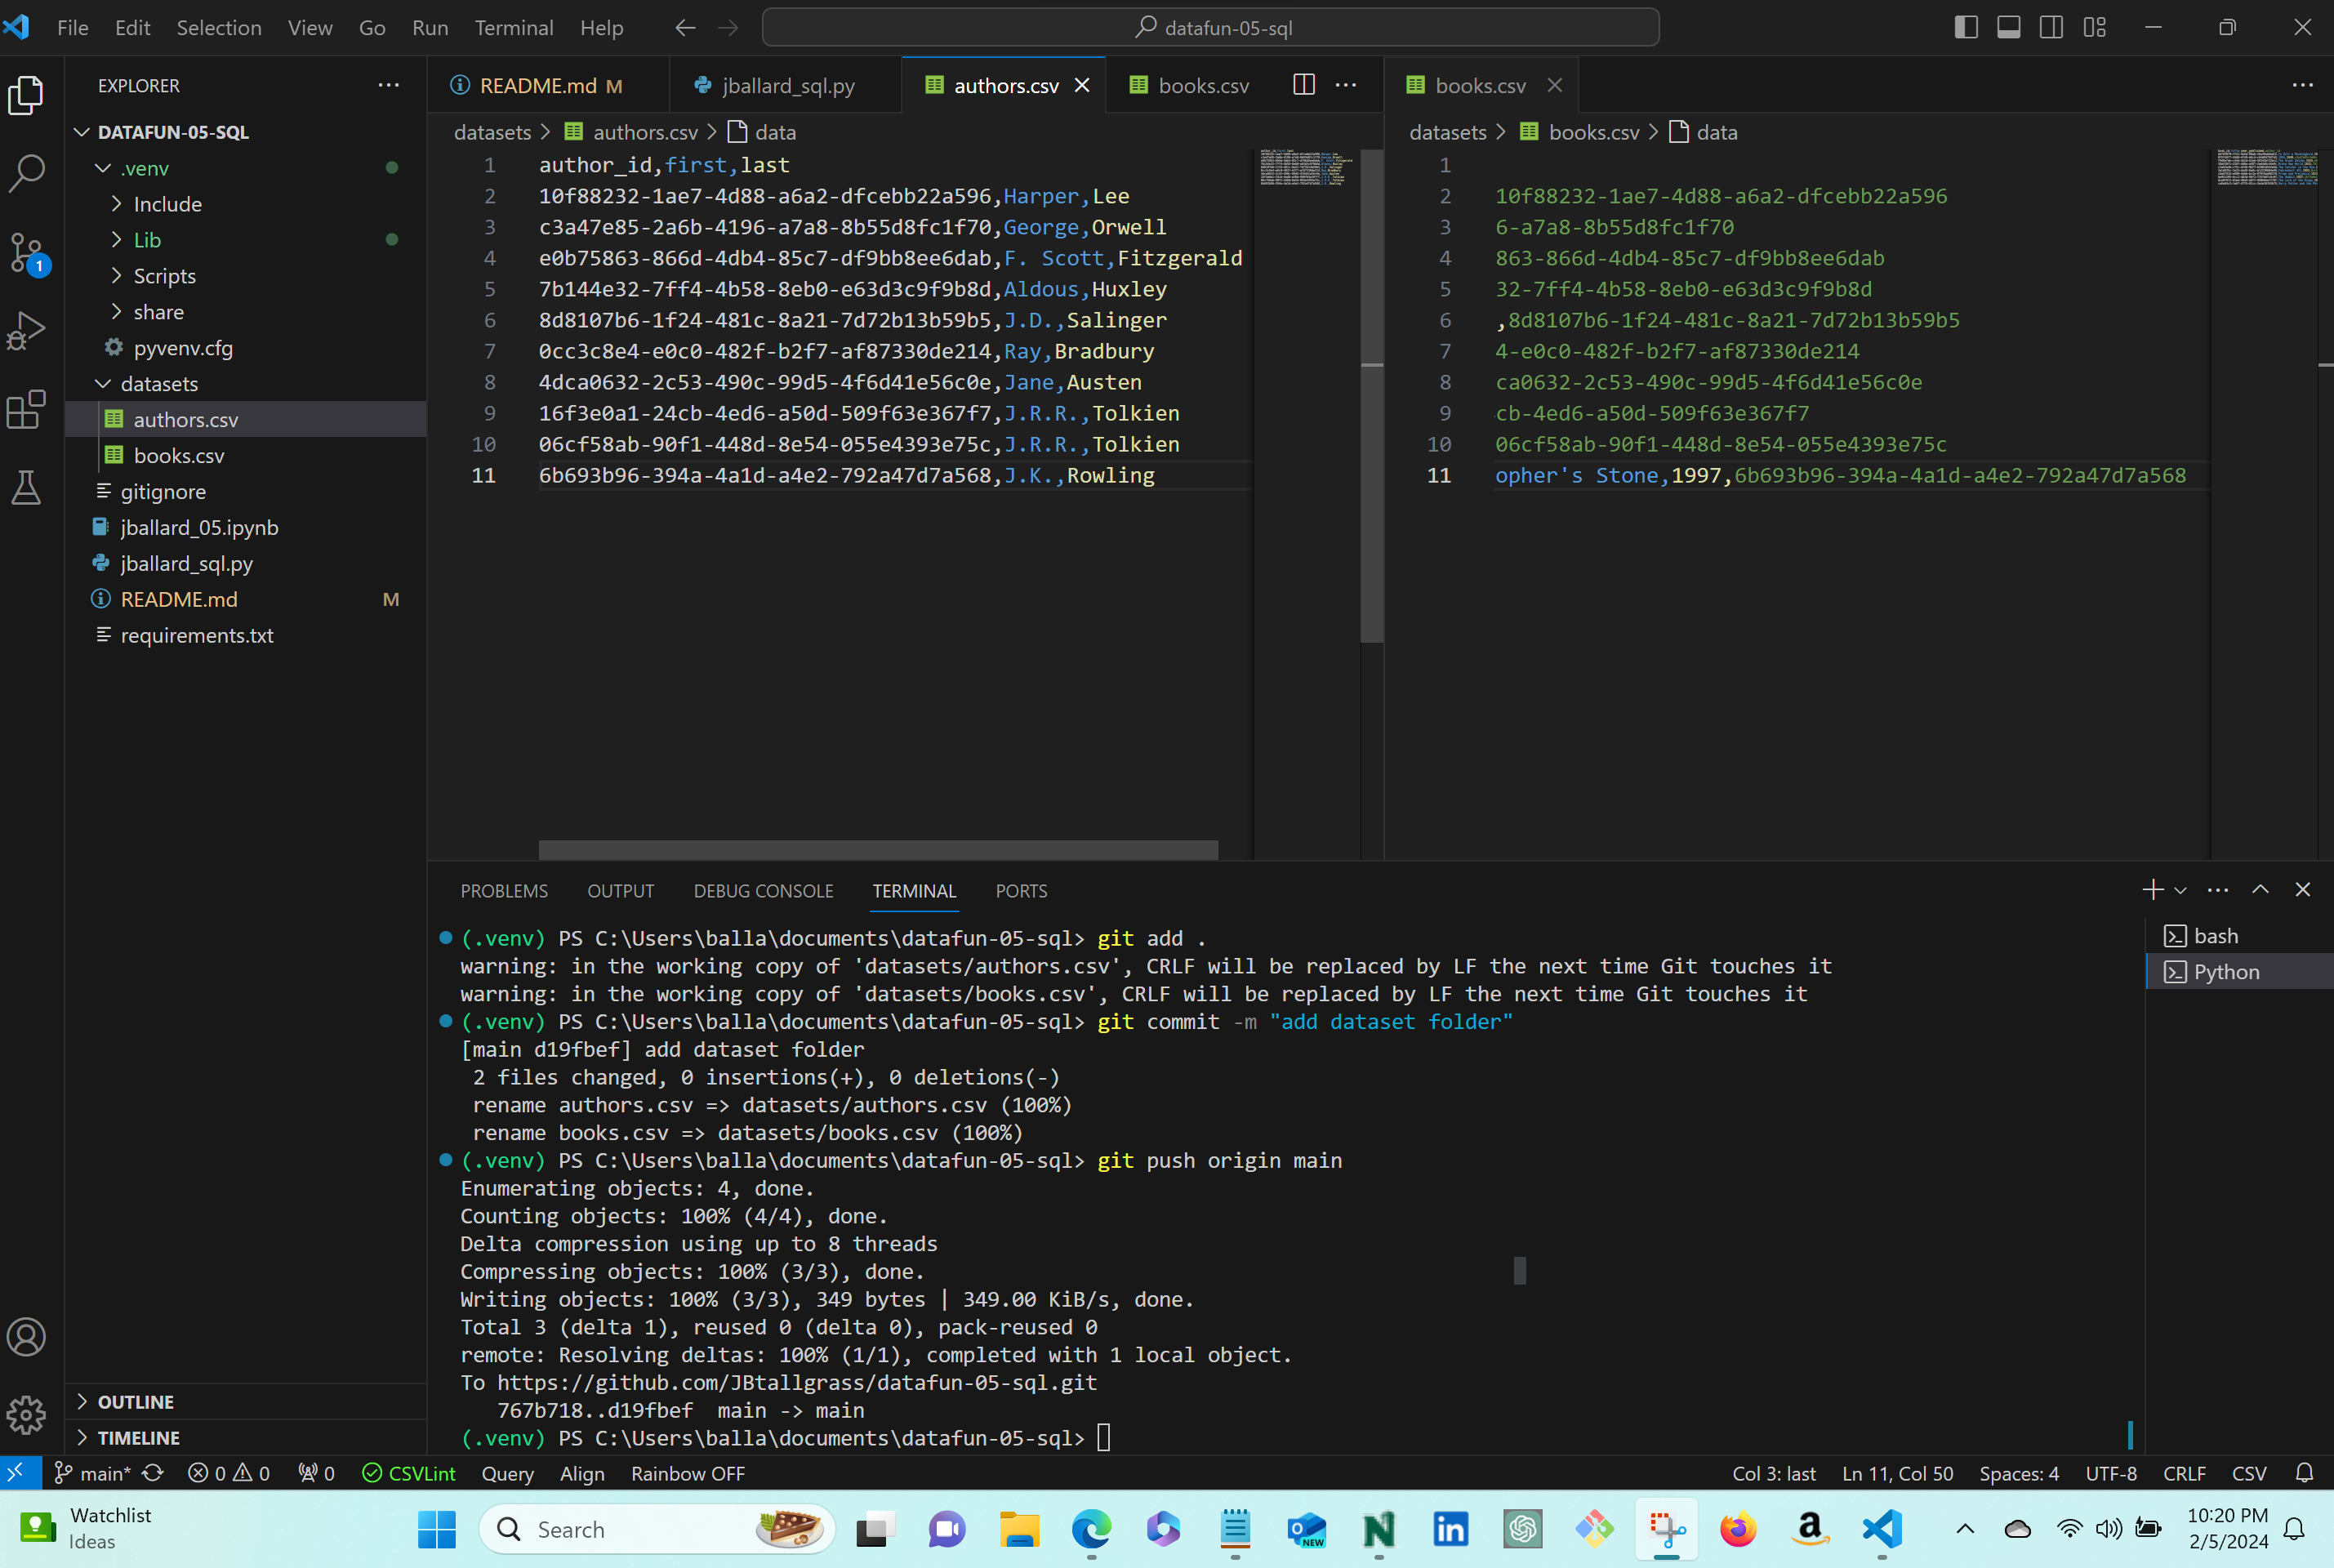 File Edit Selection View Go Run Terminal Help datafun-05-sql
EXPLORER
DATAFUN-05-SQL
.venv
Include
Lib
Scripts
share
pyvenv.cfg
datasets
authors.csv
books.csv
gitignore
jballard_05.ipynb
jballard_sql.py
README.md M
requirements.txt
OUTLINE
TIMELINE
1
README.md M jballard_sql.py authors.csv books.csv
datasets > authors.csv > data
1 author_id,first,last
2 10f88232-1ae7-4d88-a6a2-dfcebb22a596,Harper,Lee
3 c3a47e85-2a6b-4196-a7a8-8b55d8fc1f70,George,Orwell
4 e0b75863-866d-4db4-85c7-df9bb8ee6dab,F. Scott,Fitzgerald
5 7b144e32-7ff4-4b58-8eb0-e63d3c9f9b8d,Aldous,Huxley
6 8d8107b6-1f24-481c-8a21-7d72b13b59b5,J.D.,Salinger
7 0cc3c8e4-e0c0-482f-b2f7-af87330de214,Ray,Bradbury
8 4dca0632-2c53-490c-99d5-4f6d41e56c0e,Jane,Austen
9 16f3e0a1-24cb-4ed6-a50d-509f63e367f7,J.R.R.,Tolkien
10 06cf58ab-90f1-448d-8e54-055e4393e75c,J.R.R.,Tolkien
11 6b693b96-394a-4a1d-a4e2-792a47d7a568,J.K.,Rowling
books.csv
datasets > books.csv > data
1
2 10f88232-1ae7-4d88-a6a2-dfcebb22a596
3 6-a7a8-8b55d8fc1f70
4 863-866d-4db4-85c7-df9bb8ee6dab
5 32-7ff4-4b58-8eb0-e63d3c9f9b8d
6 ,8d8107b6-1f24-481c-8a21-7d72b13b59b5
7 4-e0c0-482f-b2f7-af87330de214
8 ca0632-2c53-490c-99d5-4f6d41e56c0e
9 cb-4ed6-a50d-509f63e367f7
10 06cf58ab-90f1-448d-8e54-055e4393e75c
11 opher's Stone,1997,6b693b96-394a-4a1d-a4e2-792a47d7a568
PROBLEMS OUTPUT DEBUG CONSOLE TERMINAL PORTS
(.venv) PS C:\Users\balla\documents\datafun-05-sql> git add .
warning: in the working copy of 'datasets/authors.csv', CRLF will be replaced by LF the next time Git touches it
warning: in the working copy of 'datasets/books.csv', CRLF will be replaced by LF the next time Git touches it
(.venv) PS C:\Users\balla\documents\datafun-05-sql> git commit -m "add dataset folder"
[main d19fbef] add dataset folder
2 files changed, 0 insertions(+), 0 deletions(-)
rename authors.csv => datasets/authors.csv (100%)
rename books.csv => datasets/books.csv (100%)
(.venv) PS C:\Users\balla\documents\datafun-05-sql> git push origin main
Enumerating objects: 4, done.
Counting objects: 100% (4/4), done.
Delta compression using up to 8 threads
Compressing objects: 100% (3/3), done.
Writing objects: 100% (3/3), 349 bytes | 349.00 KiB/s, done.
Total 3 (delta 1), reused 0 (delta 0), pack-reused 0
remote: Resolving deltas: 100% (1/1), completed with 1 local object.
To https://github.com/JBtallgrass/datafun-05-sql.git
767b718..d19fbef main -> main
(.venv) PS C:\Users\balla\documents\datafun-05-sql>
bash
Python
main* 0 0 0 CSVLint Query Align Rainbow OFF Col 3: last Ln 11, Col 50 Spaces: 4 UTF-8 CRLF CSV
Watchlist
Ideas
Search
NEW
10:20 PM
2/5/2024